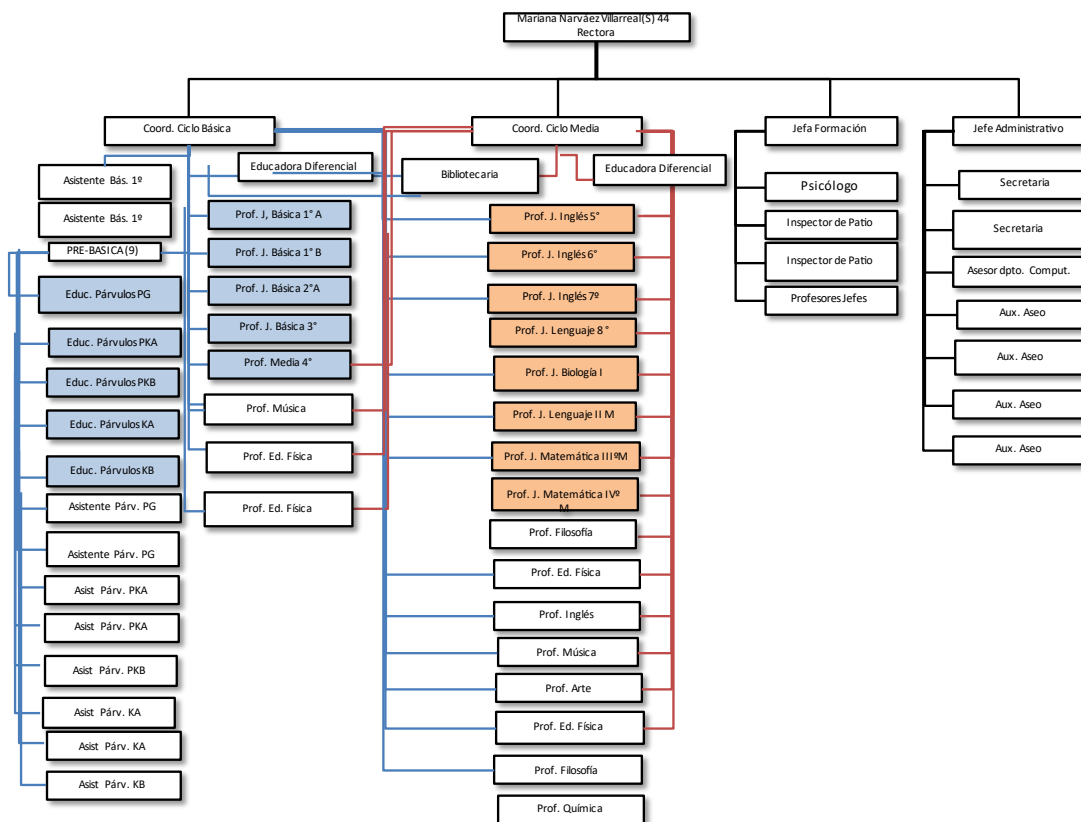 Mariana Narváez Villarreal(S) 44
Rectora
Coord. Ciclo Básica
Coord. Ciclo Media
Jefa Formación
Jefe Administrativo
Asistente Bás. 1º
Asistente Bás. 1º
PRE-BASICA (9)
Educ. Párvulos PG
Educ. Párvulos PKA
Educ. Párvulos PKB
Educ. Párvulos KA
Educ. Párvulos KB
Asistente Párv. PG
Asistente Párv. PG
Asist Párv. PKA
Asist Párv. PKA
Asist Párv. PKB
Asist Párv. KA
Asist Párv. KA
Asist Párv. KB
Educadora Diferencial
Prof. J, Básica 1° A
Prof. J. Básica 1° B
Prof. J. Básica 2°A
Prof. J. Básica 3°
Prof. Media 4°
Prof. Música
Prof. Ed. Física
Prof. Ed. Física
Bibliotecaria
Educadora Diferencial
Prof. J. Inglés 5°
Prof. J. Inglés 6°
Prof. J. Inglés 7º
Prof. J. Lenguaje 8°
Prof. J. Biología I
Prof. J. Lenguaje II M
Prof. J. Matemática IIIºM
Prof. J. Matemática IVº
M
Prof. Filosofía
Prof. Ed. Física
Prof. Inglés
Prof. Música
Prof. Arte
Prof. Ed. Física
Prof. Filosofía
Prof. Química
Psicólogo
Inspector de Patio
Inspector de Patio
Profesores Jefes
Secretaria
Secretaria
Asesor dpto. Comput.
Aux. Aseo
Aux. Aseo
Aux. Aseo
Aux. Aseo